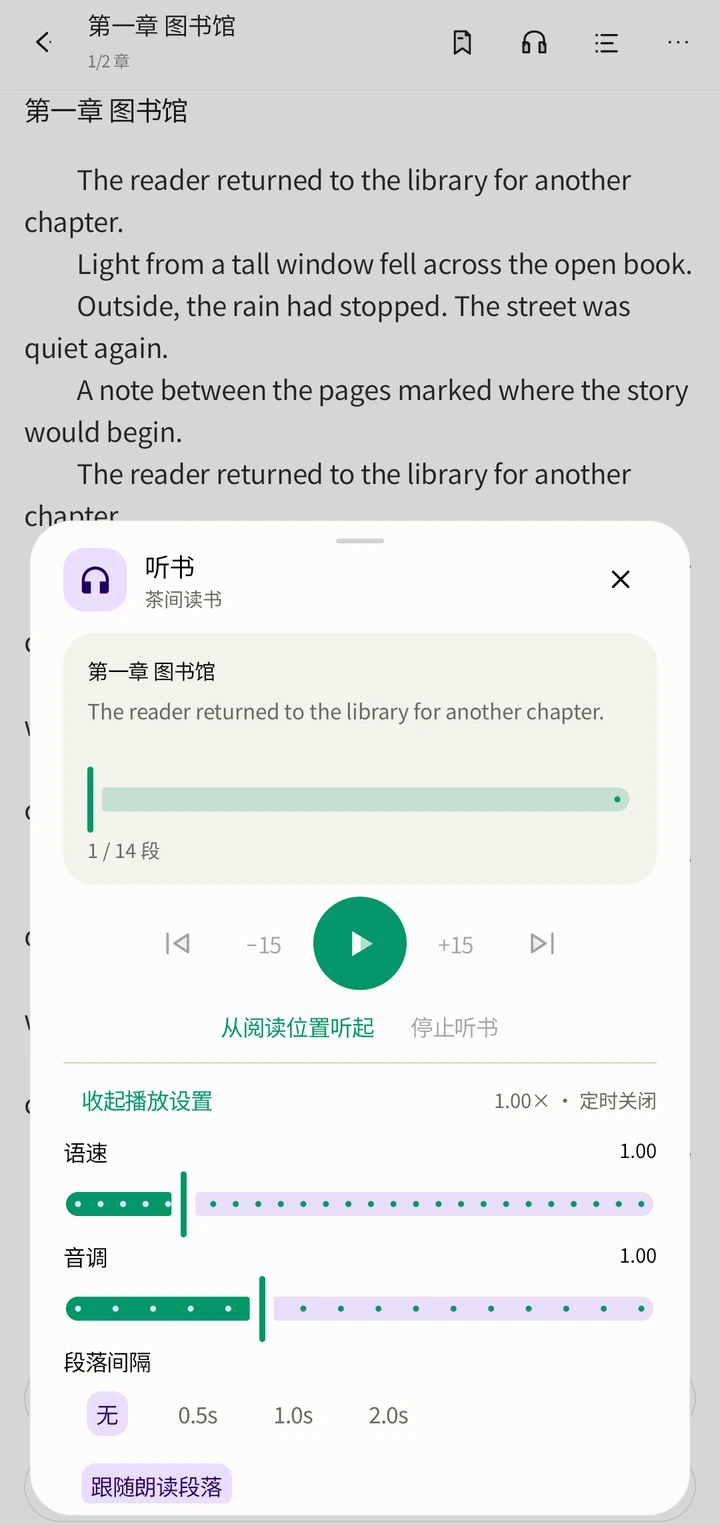 第一章 图书馆
1/2 章
第一章 图书馆
The reader returned to the library for another
chapter.
Light from a tall window fell across the open book.
Outside, the rain had stopped. The street was
quiet again.
A note between the pages marked where the story
would begin.
The reader returned to the library for another
chapter
听书
茶间读书
第一章 图书馆
The reader returned to the library for another chapter.
1 / 14 段
−15
+15
从阅读位置听起 停止听书
收起播放设置 1.00× • 定时关闭
语速 1.00
音调 1.00
段落间隔
无 0.5s 1.0s 2.0s
跟随朗读段落